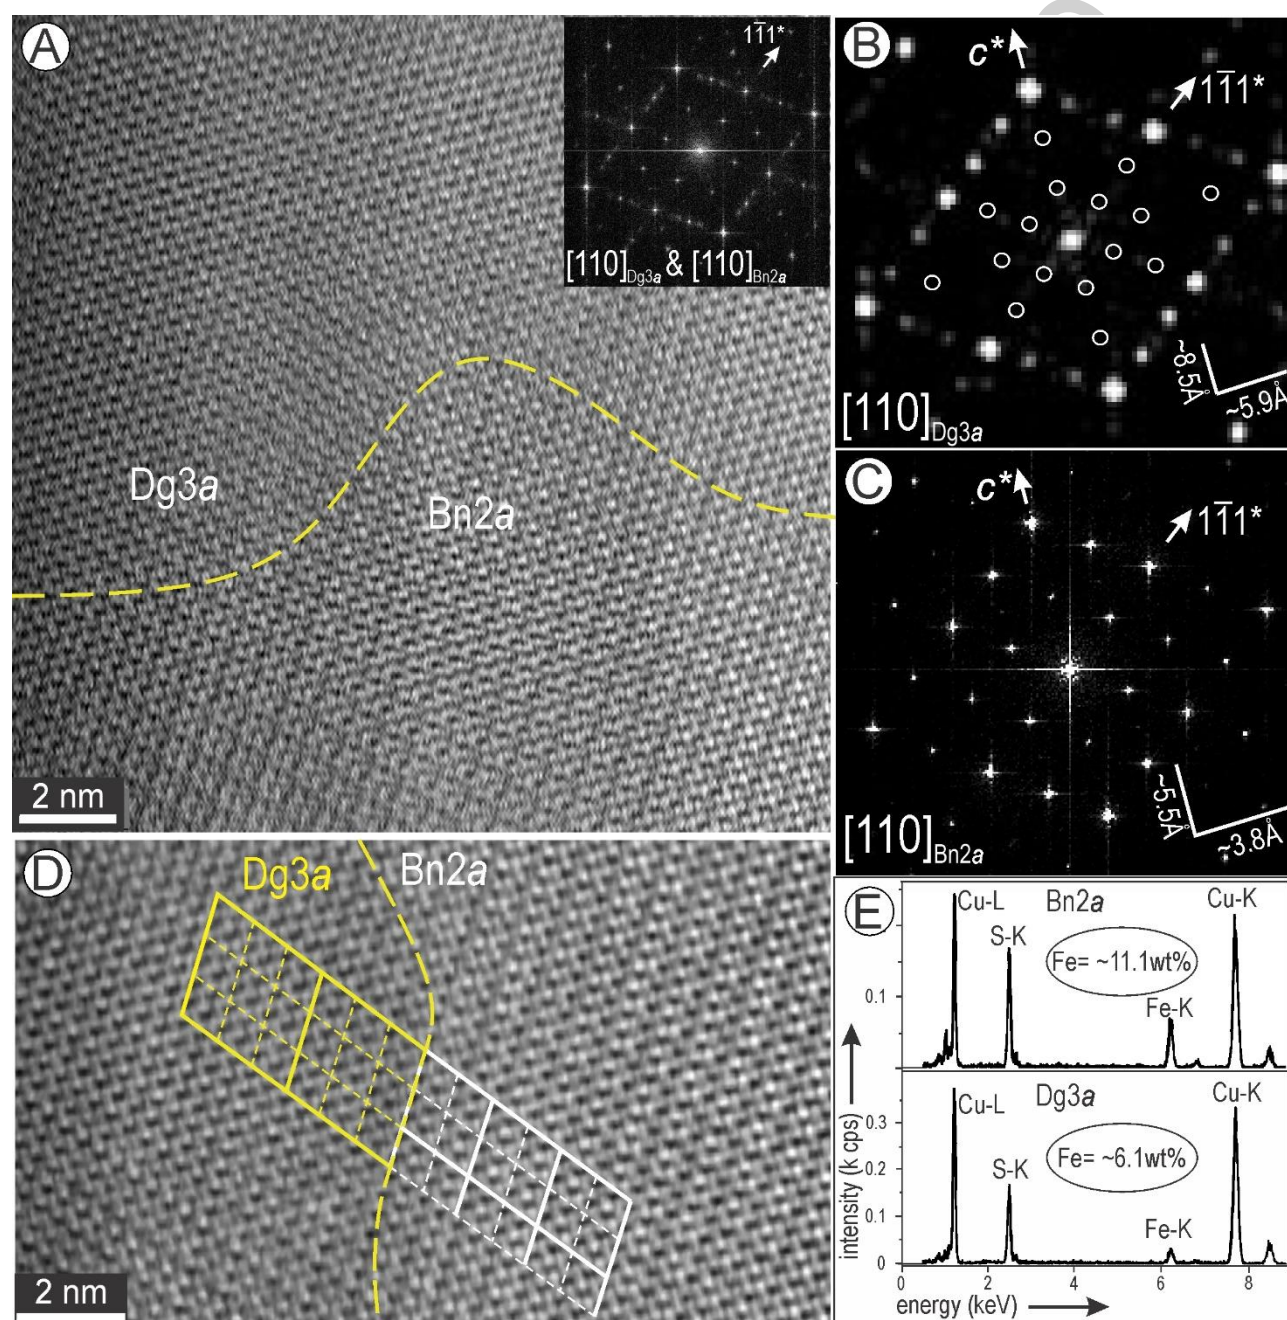 A
11̅1*
[110]Dg3a & [110]Bn2a
Dg3a
Bn2a
2 nm
B
c*
11̅1*
~8.5Å
~5.9Å
[110]Dg3a
C
c*
11̅1*
~5.5Å
~3.8Å
[110]Bn2a
D
Dg3a
Bn2a
2 nm
E
Cu-L
Bn2a
Cu-K
S-K
Fe= ~11.1wt%
Fe-K
0.1
Cu-L
Dg3a
Cu-K
0.3
S-K
Fe= ~6.1wt%
0.2
Fe-K
0.1
0
intensity (k cps)
0 2 4 6 8
energy (keV)